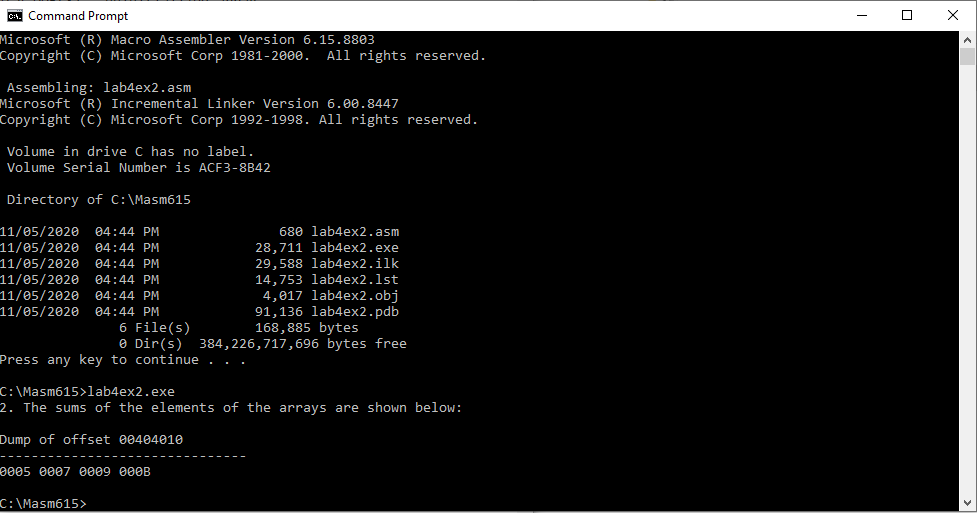 Command Prompt
Microsoft (R) Macro Assembler Version 6.15.8803
Copyright (C) Microsoft Corp 1981-2000.  All rights reserved.
 Assembling: lab4ex2.asm
Microsoft (R) Incremental Linker Version 6.00.8447
Copyright (C) Microsoft Corp 1992-1998. All rights reserved.
 Volume in drive C has no label.
 Volume Serial Number is ACF3-8B42
 Directory of C:\Masm615
11/05/2020  04:44 PM               680 lab4ex2.asm
11/05/2020  04:44 PM            28,711 lab4ex2.exe
11/05/2020  04:44 PM            29,588 lab4ex2.ilk
11/05/2020  04:44 PM            14,753 lab4ex2.lst
11/05/2020  04:44 PM             4,017 lab4ex2.obj
11/05/2020  04:44 PM            91,136 lab4ex2.pdb
               6 File(s)        168,885 bytes
               0 Dir(s)  384,226,717,696 bytes free
Press any key to continue . . .
C:\Masm615>lab4ex2.exe
2. The sums of the elements of the arrays are shown below:
Dump of offset 00404010
-------------------------------
0005 0007 0009 000B
C:\Masm615>